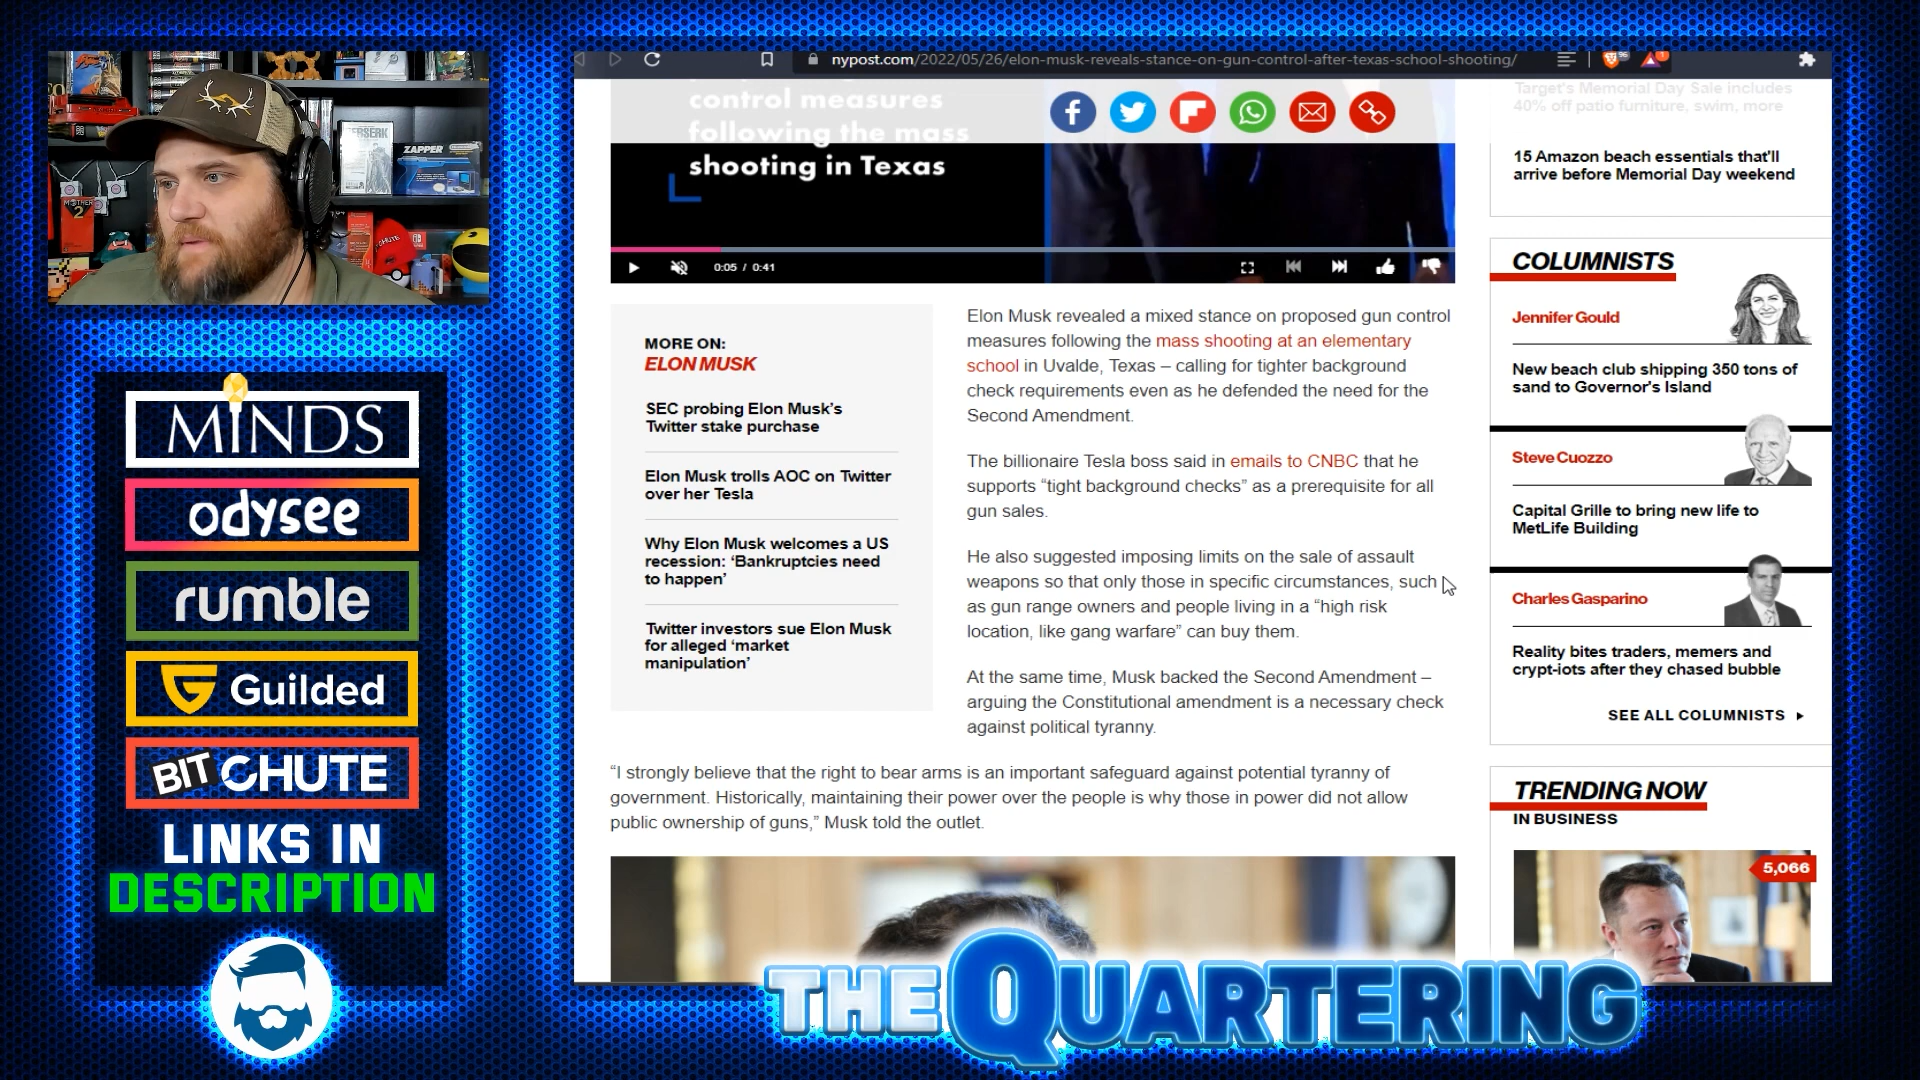 BERSERK
ZAPPER
MOTHER
2
CHUTE
MINDS
odysee
rumble
Guilded
BIT CHUTE
LINKS IN
DESCRIPTION
nypost.com/2022/05/26/elon-musk-reveals-stance-on-gun-control-after-texas-school-shooting/
control measures
following the mass
shooting in Texas
0:05 / 0:41
MORE ON:
ELON MUSK
SEC probing Elon Musk’s
Twitter stake purchase
Elon Musk trolls AOC on Twitter
over her Tesla
Why Elon Musk welcomes a US
recession: ‘Bankruptcies need
to happen’
Twitter investors sue Elon Musk
for alleged ‘market
manipulation’
Elon Musk revealed a mixed stance on proposed gun control
measures following the mass shooting at an elementary
school in Uvalde, Texas – calling for tighter background
check requirements even as he defended the need for the
Second Amendment.
The billionaire Tesla boss said in emails to CNBC that he
supports “tight background checks” as a prerequisite for all
gun sales.
He also suggested imposing limits on the sale of assault
weapons so that only those in specific circumstances, such
as gun range owners and people living in a “high risk
location, like gang warfare” can buy them.
At the same time, Musk backed the Second Amendment –
arguing the Constitutional amendment is a necessary check
against political tyranny.
“I strongly believe that the right to bear arms is an important safeguard against potential tyranny of
government. Historically, maintaining their power over the people is why those in power did not allow
public ownership of guns,” Musk told the outlet.
Target's Memorial Day Sale includes
40% off patio furniture, swim, more
15 Amazon beach essentials that'll
arrive before Memorial Day weekend
COLUMNISTS
Jennifer Gould
New beach club shipping 350 tons of
sand to Governor's Island
Steve Cuozzo
Capital Grille to bring new life to
MetLife Building
Charles Gasparino
Reality bites traders, memers and
crypt-iots after they chased bubble
SEE ALL COLUMNISTS
TRENDING NOW
IN BUSINESS
5,066
THE QUARTERING